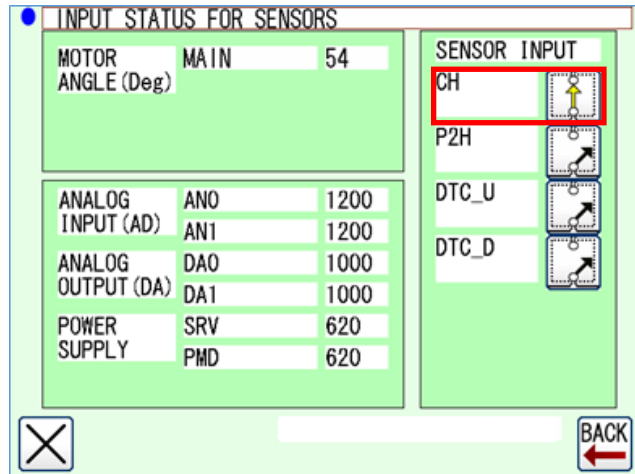 INPUT STATUS FOR SENSORS
MOTOR MAIN 54
ANGLE(Deg)
ANALOG AN0 1200
INPUT(AD) AN1 1200
ANALOG DA0 1000
OUTPUT(DA) DA1 1000
POWER SRV 620
SUPPLY PMD 620
SENSOR INPUT
CH
P2H
DTC_U
DTC_D
BACK